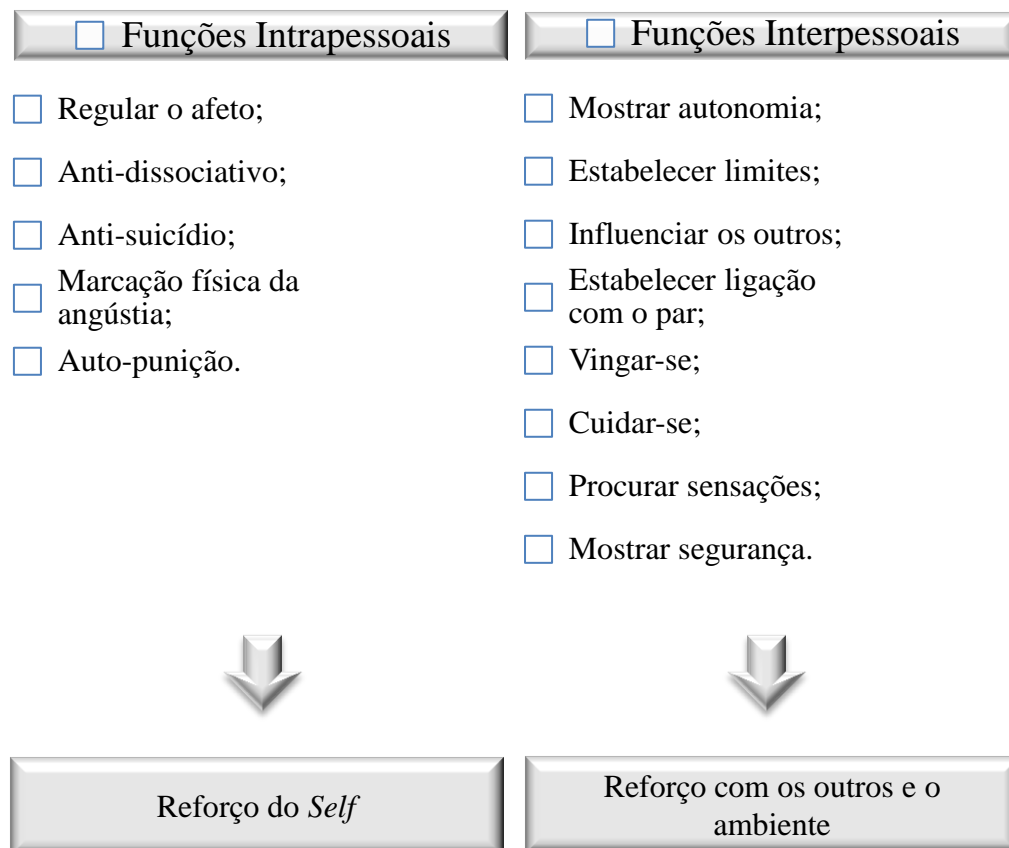 Funções Intrapessoais
Regular o afeto;
Anti-dissociativo;
Anti-suicídio;
Marcação física da
angústia;
Auto-punição.
Funções Interpessoais
Mostrar autonomia;
Estabelecer limites;
Influenciar os outros;
Estabelecer ligação
com o par;
Vingar-se;
Cuidar-se;
Procurar sensações;
Mostrar segurança.
Reforço do Self
Reforço com os outros e o
ambiente